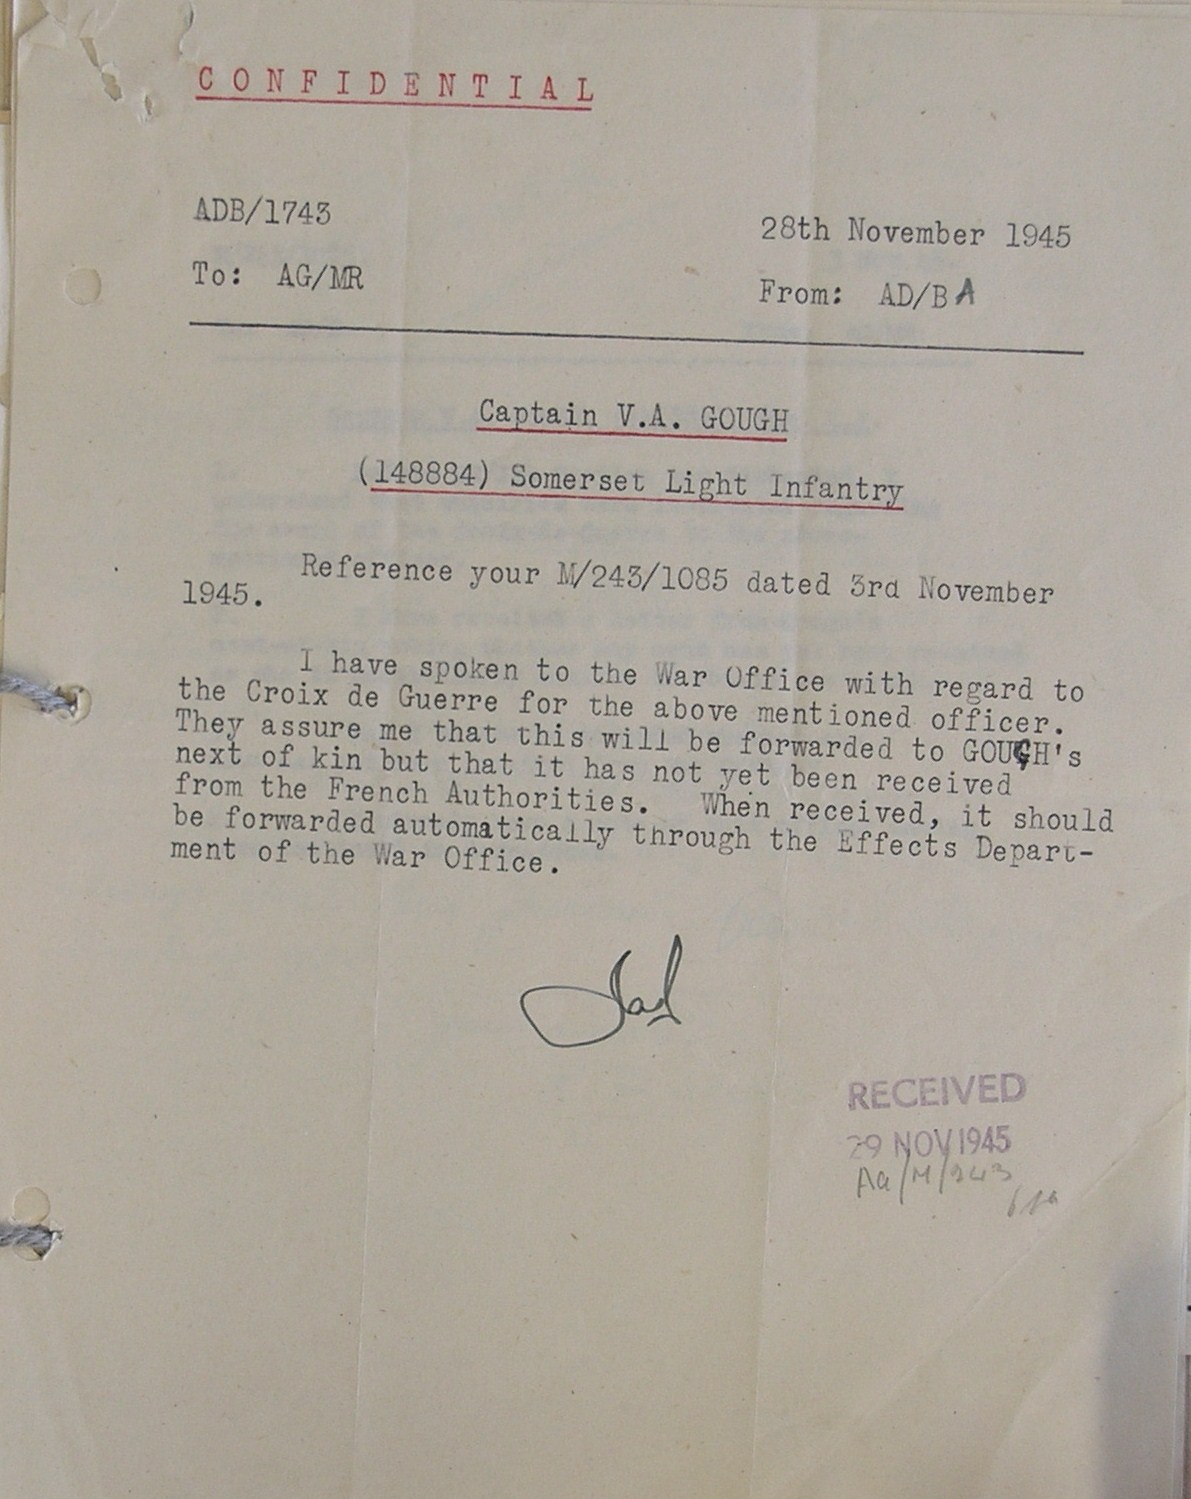 CONFIDENTIAL
ADB/1743
28th November 1945
To: AG/MR
From: AD/BA
Captain V.A. GOUGH
(148884) Somerset Light Infantry
Reference your M/243/1085 dated 3rd November
1945.
I have spoken to the War Office with regard to
the Croix de Guerre for the above mentioned officer.
They assure me that this will be forwarded to GOUGH's
next of kin but that it has not yet been received
from the French Authorities. When received, it should
be forwarded automatically through the Effects Depart-
ment of the War Office.
RECEIVED
29 NOV 1945